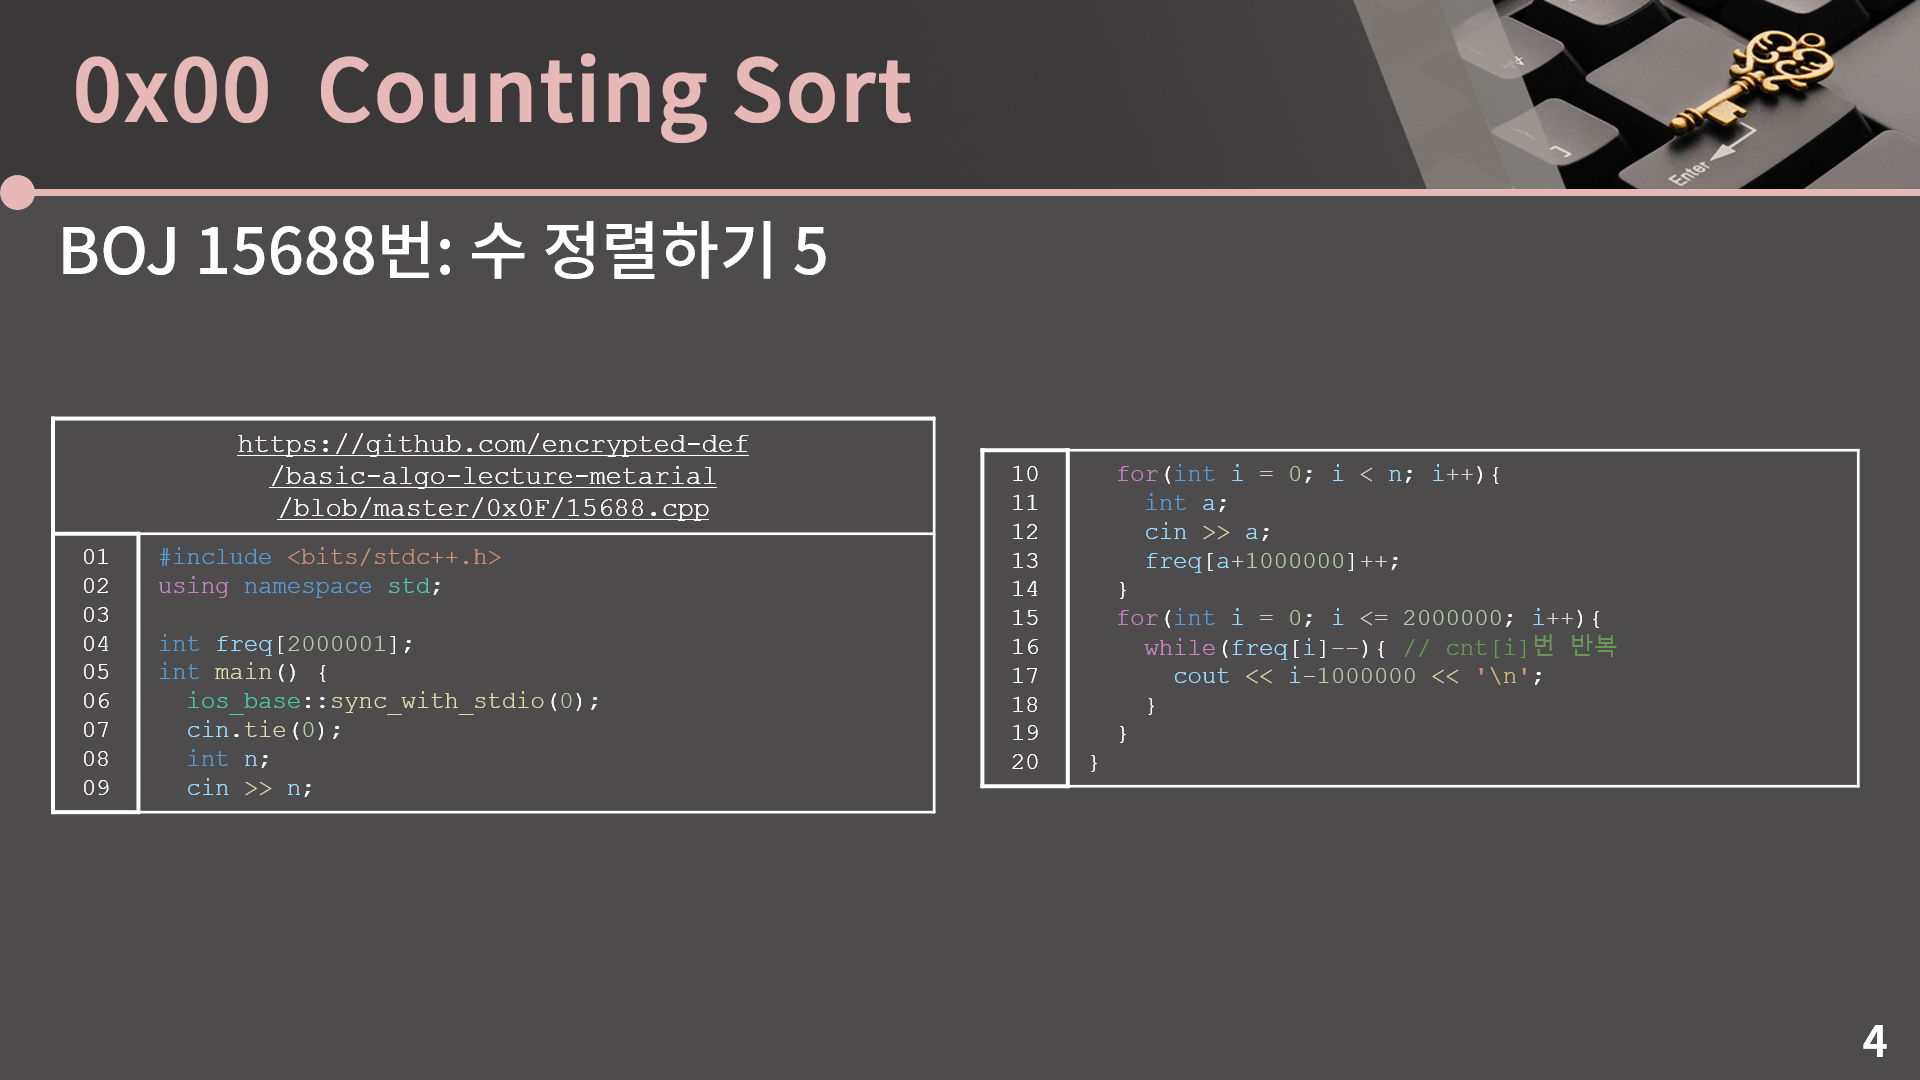 0x00  Counting Sort
Enter
BOJ 15688번: 수 정렬하기 5
https://github.com/encrypted-def
/basic-algo-lecture-metarial
/blob/master/0x0F/15688.cpp
01 #include <bits/stdc++.h>
02 using namespace std;
03
04 int freq[2000001];
05 int main() {
06   ios_base::sync_with_stdio(0);
07   cin.tie(0);
08   int n;
09   cin >> n;
10   for(int i = 0; i < n; i++){
11     int a;
12     cin >> a;
13     freq[a+1000000]++;
14   }
15   for(int i = 0; i <= 2000000; i++){
16     while(freq[i]--){ // cnt[i]번 반복
17       cout << i-1000000 << '\n';
18     }
19   }
20 }
4